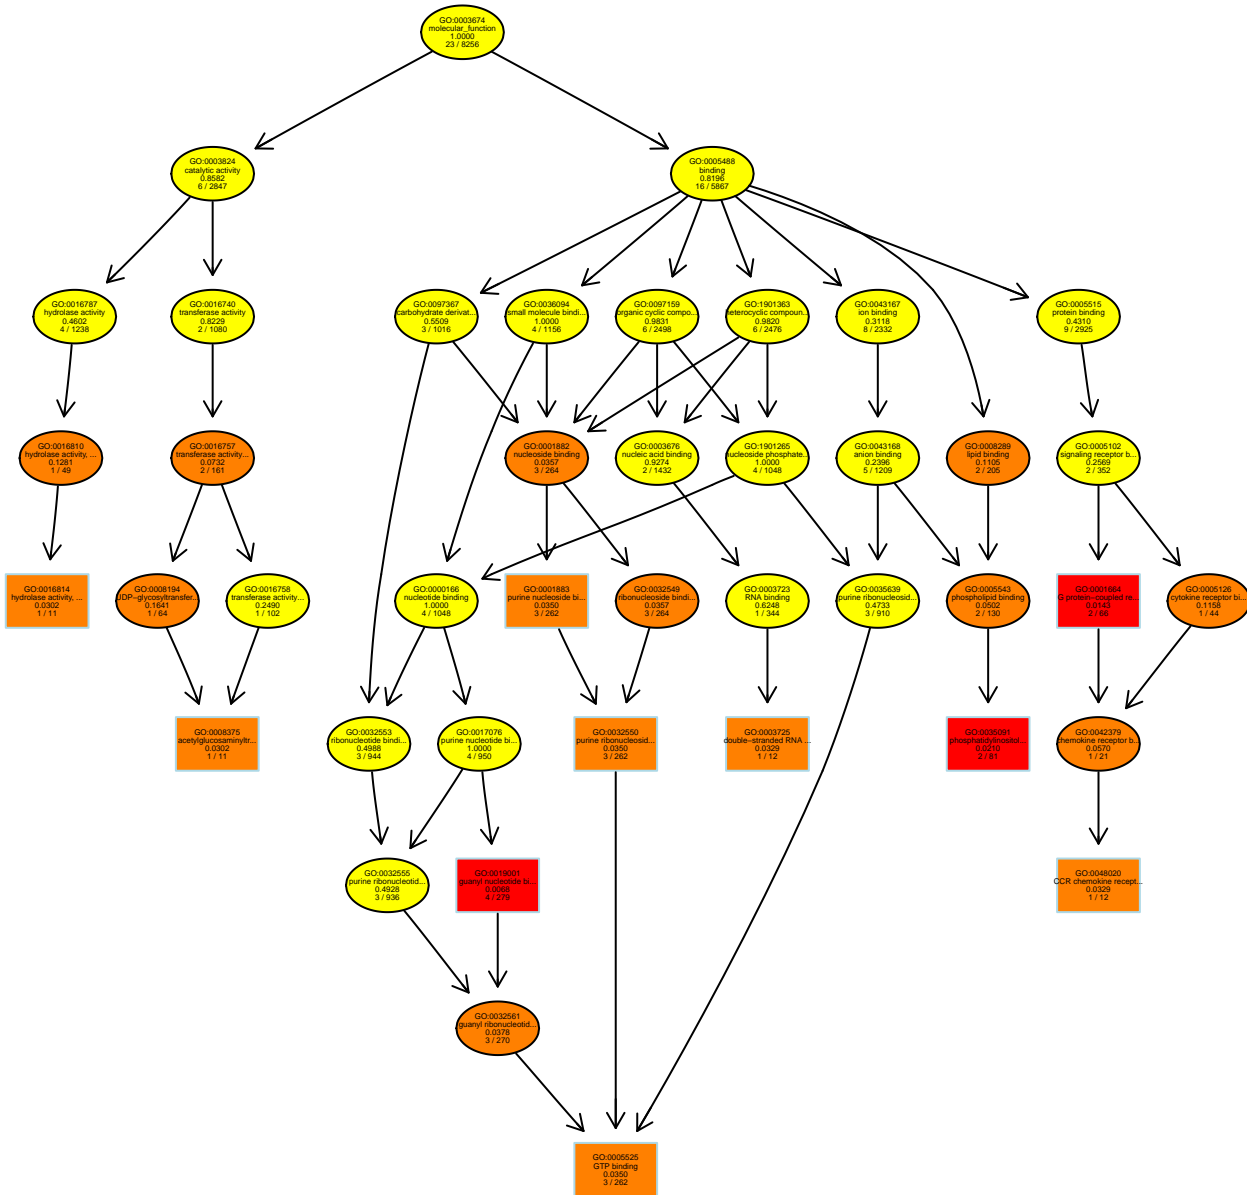 GO:0003674
molecular_function
1.0000
23 / 8256
GO:0003824
catalytic activity
0.8582
6 / 2847
GO:0005488
binding
0.8196
16 / 5867
GO:0016787
hydrolase activity
0.4602
4 / 1238
GO:0016740
transferase activity
0.8229
2 / 1080
GO:0097367
carbohydrate derivat...
0.5509
3 / 1016
GO:0036094
small molecule bindi...
1.0000
4 / 1156
GO:0097159
organic cyclic compo...
0.9831
6 / 2498
GO:1901363
heterocyclic compoun...
0.9820
6 / 2476
GO:0043167
ion binding
0.3118
8 / 2332
GO:0005515
protein binding
0.4310
9 / 2925
GO:0016810
hydrolase activity, ...
0.1281
1 / 49
GO:0016757
transferase activity...
0.0732
2 / 161
GO:0001882
nucleoside binding
0.0357
3 / 264
GO:0003676
nucleic acid binding
0.9274
2 / 1432
GO:1901265
nucleoside phosphate...
1.0000
4 / 1048
GO:0043168
anion binding
0.2396
5 / 1209
GO:0008289
lipid binding
0.1105
2 / 205
GO:0005102
signaling receptor b...
0.2569
2 / 352
GO:0016814
hydrolase activity, ...
0.0302
1 / 11
GO:0008194
UDP−glycosyltransfer...
0.1641
1 / 64
GO:0016758
transferase activity...
0.2490
1 / 102
GO:0000166
nucleotide binding
1.0000
4 / 1048
GO:0001883
purine nucleoside bi...
0.0350
3 / 262
GO:0032549
ribonucleoside bindi...
0.0357
3 / 264
GO:0003723
RNA binding
0.6248
1 / 344
GO:0035639
purine ribonucleosid...
0.4733
3 / 910
GO:0005543
phospholipid binding
0.0502
2 / 130
GO:0001664
G protein−coupled re...
0.0143
2 / 66
GO:0005126
cytokine receptor bi...
0.1158
1 / 44
GO:0008375
acetylglucosaminyltr...
0.0302
1 / 11
GO:0032553
ribonucleotide bindi...
0.4988
3 / 944
GO:0017076
purine nucleotide bi...
1.0000
4 / 950
GO:0032550
purine ribonucleosid...
0.0350
3 / 262
GO:0003725
double−stranded RNA ...
0.0329
1 / 12
GO:0035091
phosphatidylinositol...
0.0210
2 / 81
GO:0042379
chemokine receptor b...
0.0570
1 / 21
GO:0032555
purine ribonucleotid...
0.4928
3 / 936
GO:0019001
guanyl nucleotide bi...
0.0068
4 / 279
GO:0048020
CCR chemokine recept...
0.0329
1 / 12
GO:0032561
guanyl ribonucleotid...
0.0378
3 / 270
GO:0005525
GTP binding
0.0350
3 / 262